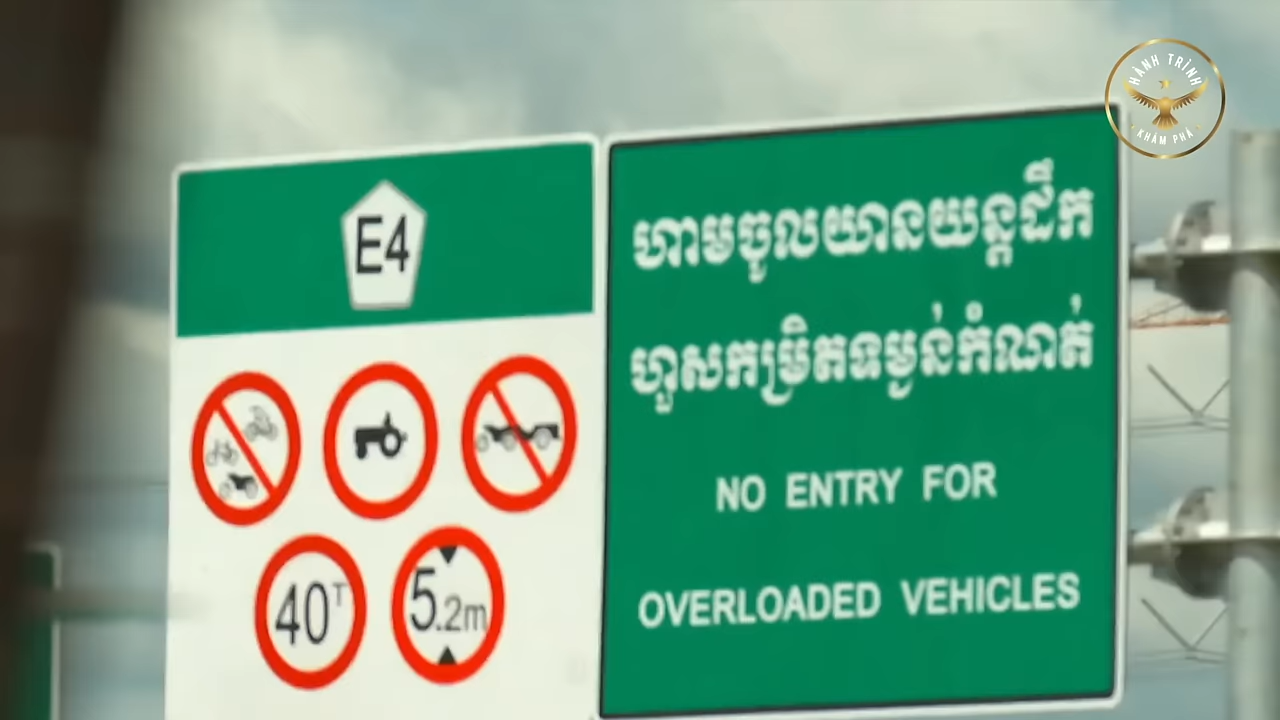 E4
40T
5.2m
ហាមចូលយានយន្តដឹក
ហួសកម្រិតទម្ងន់កំណត់
NO ENTRY FOR
OVERLOADED VEHICLES
HÀNH TRÌNH
KHÁM PHÁ